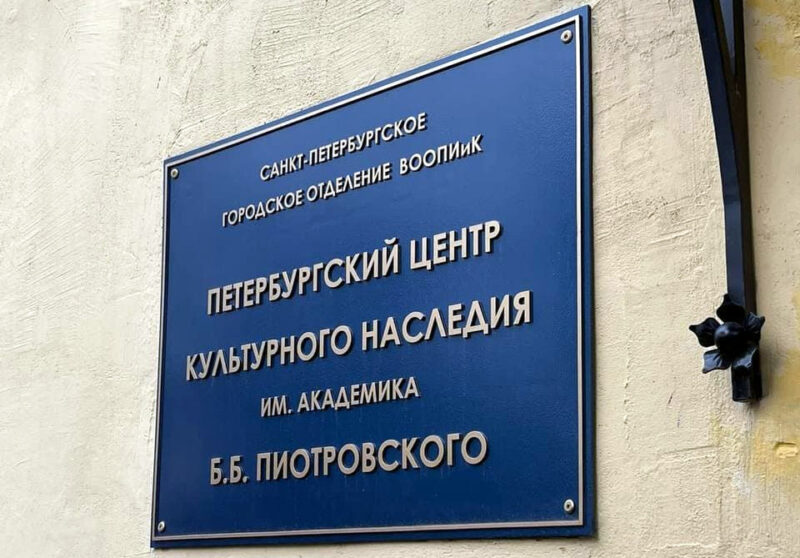 САНКТ-ПЕТЕРБУРГСКОЕ
ГОРОДСКОЕ ОТДЕЛЕНИЕ ВООПИиК
ПЕТЕРБУРГСКИЙ ЦЕНТР
КУЛЬТУРНОГО НАСЛЕДИЯ
ИМ. АКАДЕМИКА
Б.Б. ПИОТРОВСКОГО